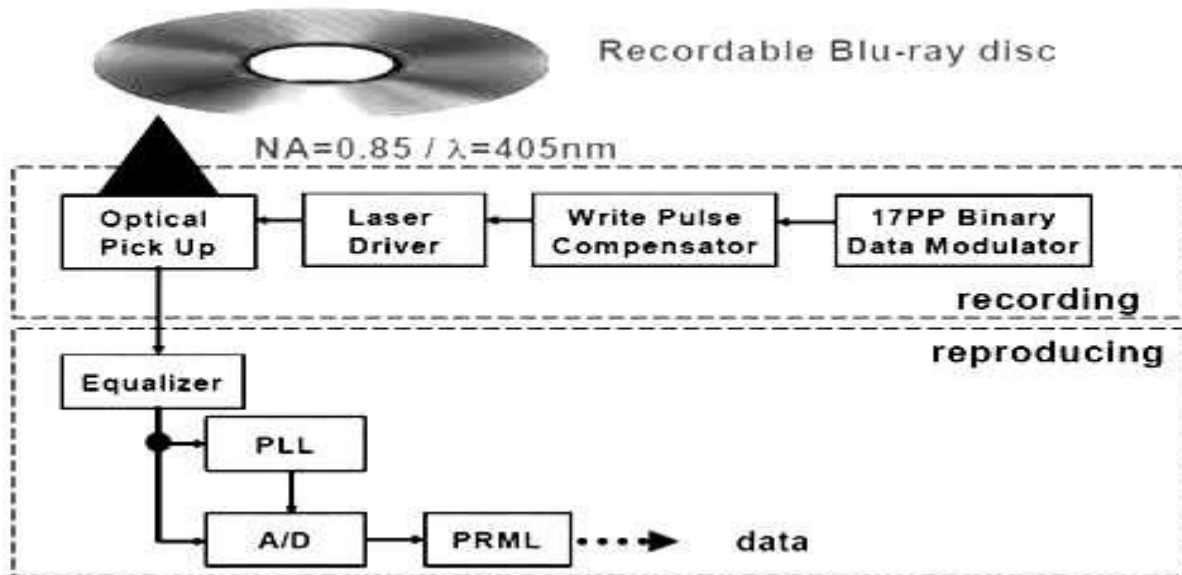 Recordable Blu-ray disc
NA=0.85 / λ=405nm
Optical
Pick Up
Laser
Driver
Write Pulse
Compensator
17PP Binary
Data Modulator
recording
reproducing
Equalizer
PLL
A/D
PRML
data